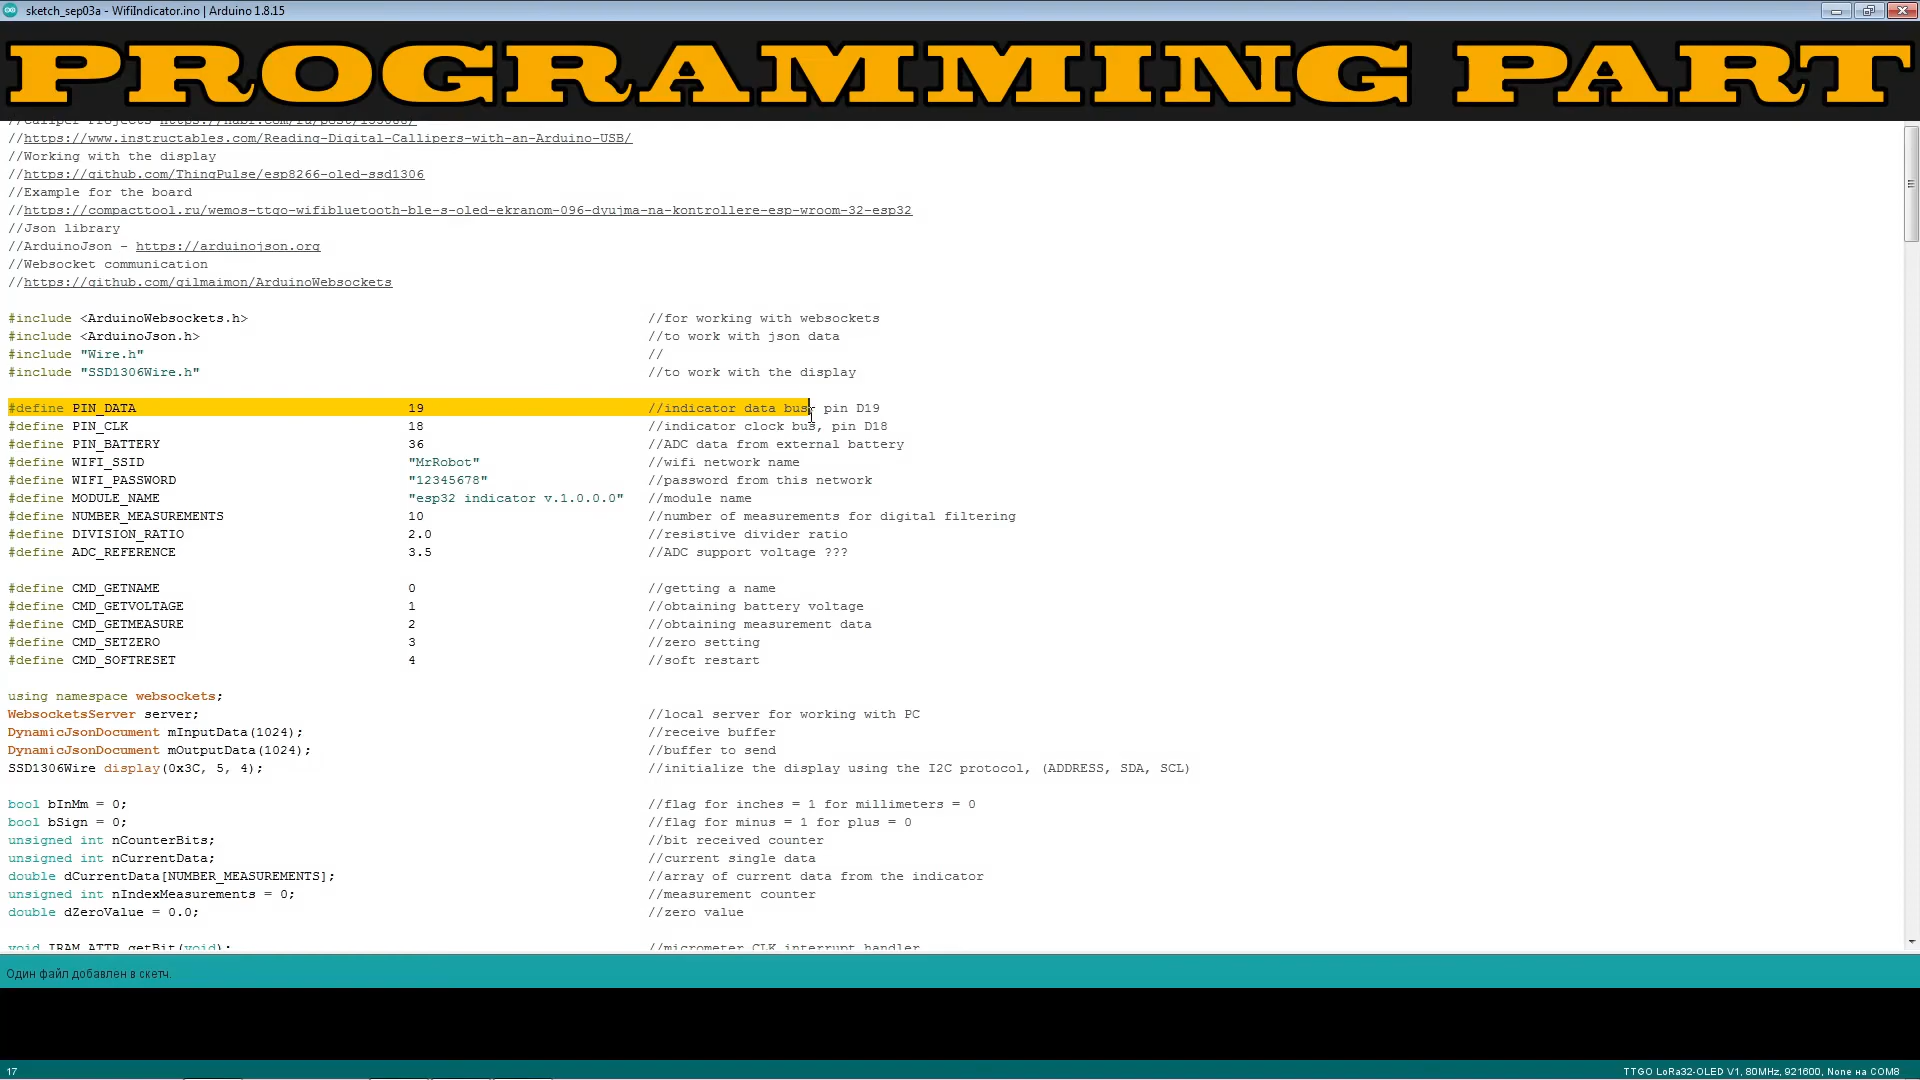 sketch_sep03a - WifiIndicator.ino | Arduino 1.8.15
PROGRAMMING PART
//https://www.instructables.com/Reading-Digital-Callipers-with-an-Arduino-USB/
//Working with the display
//https://github.com/ThingPulse/esp8266-oled-ssd1306
//Example for the board
//https://compacttool.ru/wemos-ttgo-wifibluetooth-ble-s-oled-ekranom-096-dyujma-na-kontrollere-esp-wroom-32-esp32
//Json library
//ArduinoJson - https://arduinojson.org
//Websocket communication
//https://github.com/gilmaimon/ArduinoWebsockets
#include <ArduinoWebsockets.h> //for working with websockets
#include <ArduinoJson.h> //to work with json data
#include "Wire.h" //
#include "SSD1306Wire.h" //to work with the display
#define PIN_DATA 19 //indicator data bus, pin D19
#define PIN_CLK 18 //indicator clock bus, pin D18
#define PIN_BATTERY 36 //ADC data from external battery
#define WIFI_SSID "MrRobot" //wifi network name
#define WIFI_PASSWORD "12345678" //password from this network
#define MODULE_NAME "esp32 indicator v.1.0.0.0" //module name
#define NUMBER_MEASUREMENTS 10 //number of measurements for digital filtering
#define DIVISION_RATIO 2.0 //resistive divider ratio
#define ADC_REFERENCE 3.5 //ADC support voltage ???
#define CMD_GETNAME 0 //getting a name
#define CMD_GETVOLTAGE 1 //obtaining battery voltage
#define CMD_GETMEASURE 2 //obtaining measurement data
#define CMD_SETZERO 3 //zero setting
#define CMD_SOFTRESET 4 //soft restart
using namespace websockets;
WebsocketsServer server; //local server for working with PC
DynamicJsonDocument mInputData(1024); //receive buffer
DynamicJsonDocument mOutputData(1024); //buffer to send
SSD1306Wire display(0x3C, 5, 4); //initialize the display using the I2C protocol, (ADDRESS, SDA, SCL)
bool bInMm = 0; //flag for inches = 1 for millimeters = 0
bool bSign = 0; //flag for minus = 1 for plus = 0
unsigned int nCounterBits; //bit received counter
unsigned int nCurrentData; //current single data
double dCurrentData[NUMBER_MEASUREMENTS]; //array of current data from the indicator
unsigned int nIndexMeasurements = 0; //measurement counter
double dZeroValue = 0.0; //zero value
void IRAM_ATTR getBit(void); //micrometer CLK interrupt handler
Один файл добавлен в скетч.
17
TTGO LoRa32-OLED V1, 80MHz, 921600, None на COM8